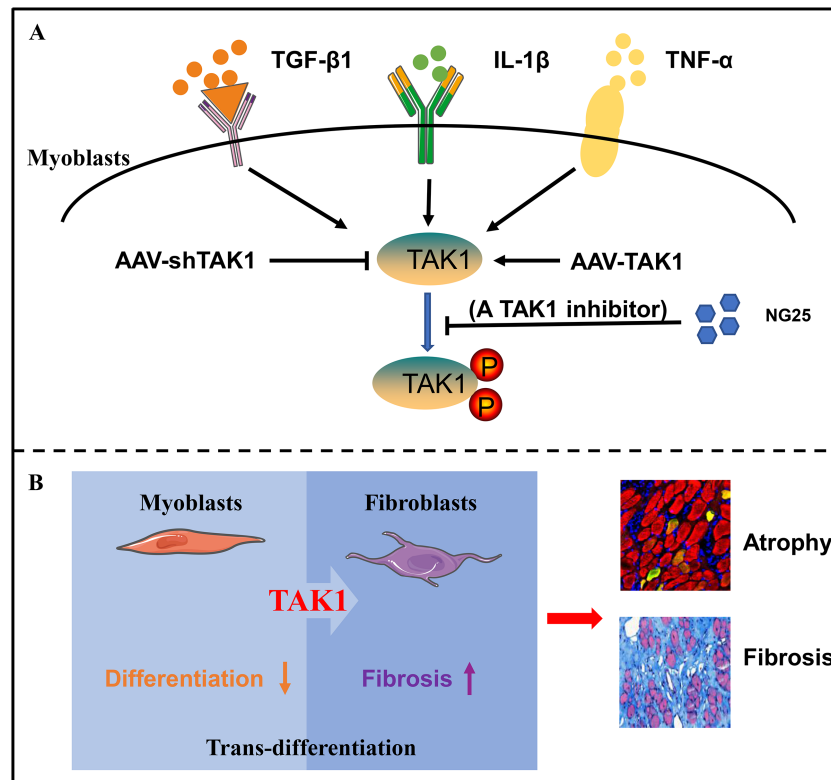 A
TGF-β1
IL-1β
TNF-α
Myoblasts
AAV-shTAK1
TAK1
AAV-TAK1
(A TAK1 inhibitor)
NG25
TAK1
P
P
B
Myoblasts
Fibroblasts
TAK1
Differentiation
Fibrosis
Trans-differentiation
Atrophy
Fibrosis